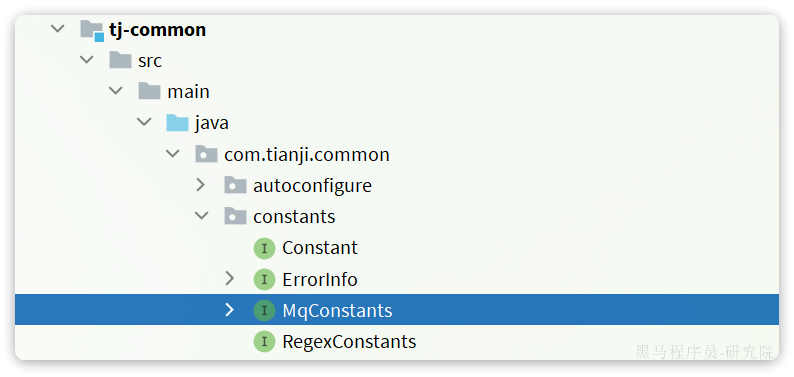 tj-common
src
main
java
com.tianji.common
autoconfigure
constants
I Constant
I ErrorInfo
I MqConstants
RegexConstants
黑马程序员-研究院